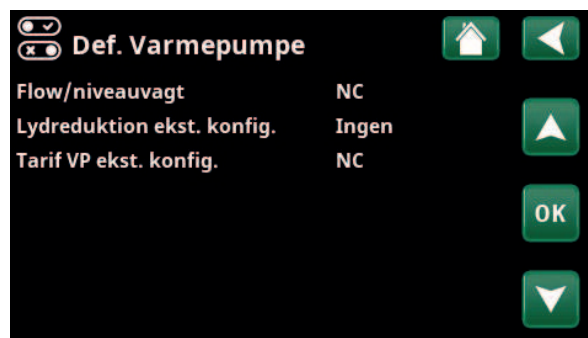 Def. Varmepumpe
Flow/niveauvagt NC
Lydreduktion ekst. konfig. Ingen
Tarif VP ekst. konfig. NC
OK